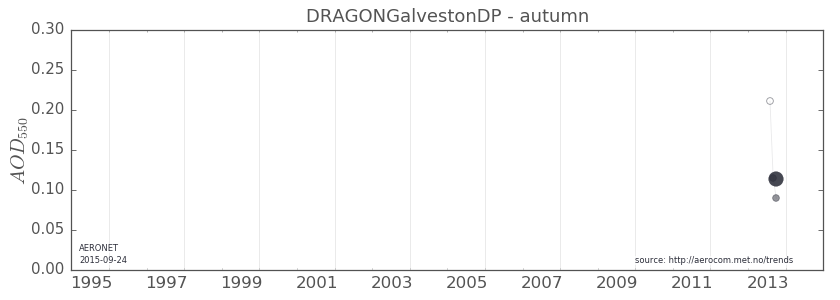 DRAGONGalvestonDP - autumn
0.30
0.25
0.20
0.15
0.10
0.05
0.00
AOD550
AERONET
2015-09-24
source: http://aerocom.met.no/trends
1995 1997 1999 2001 2003 2005 2007 2009 2011 2013